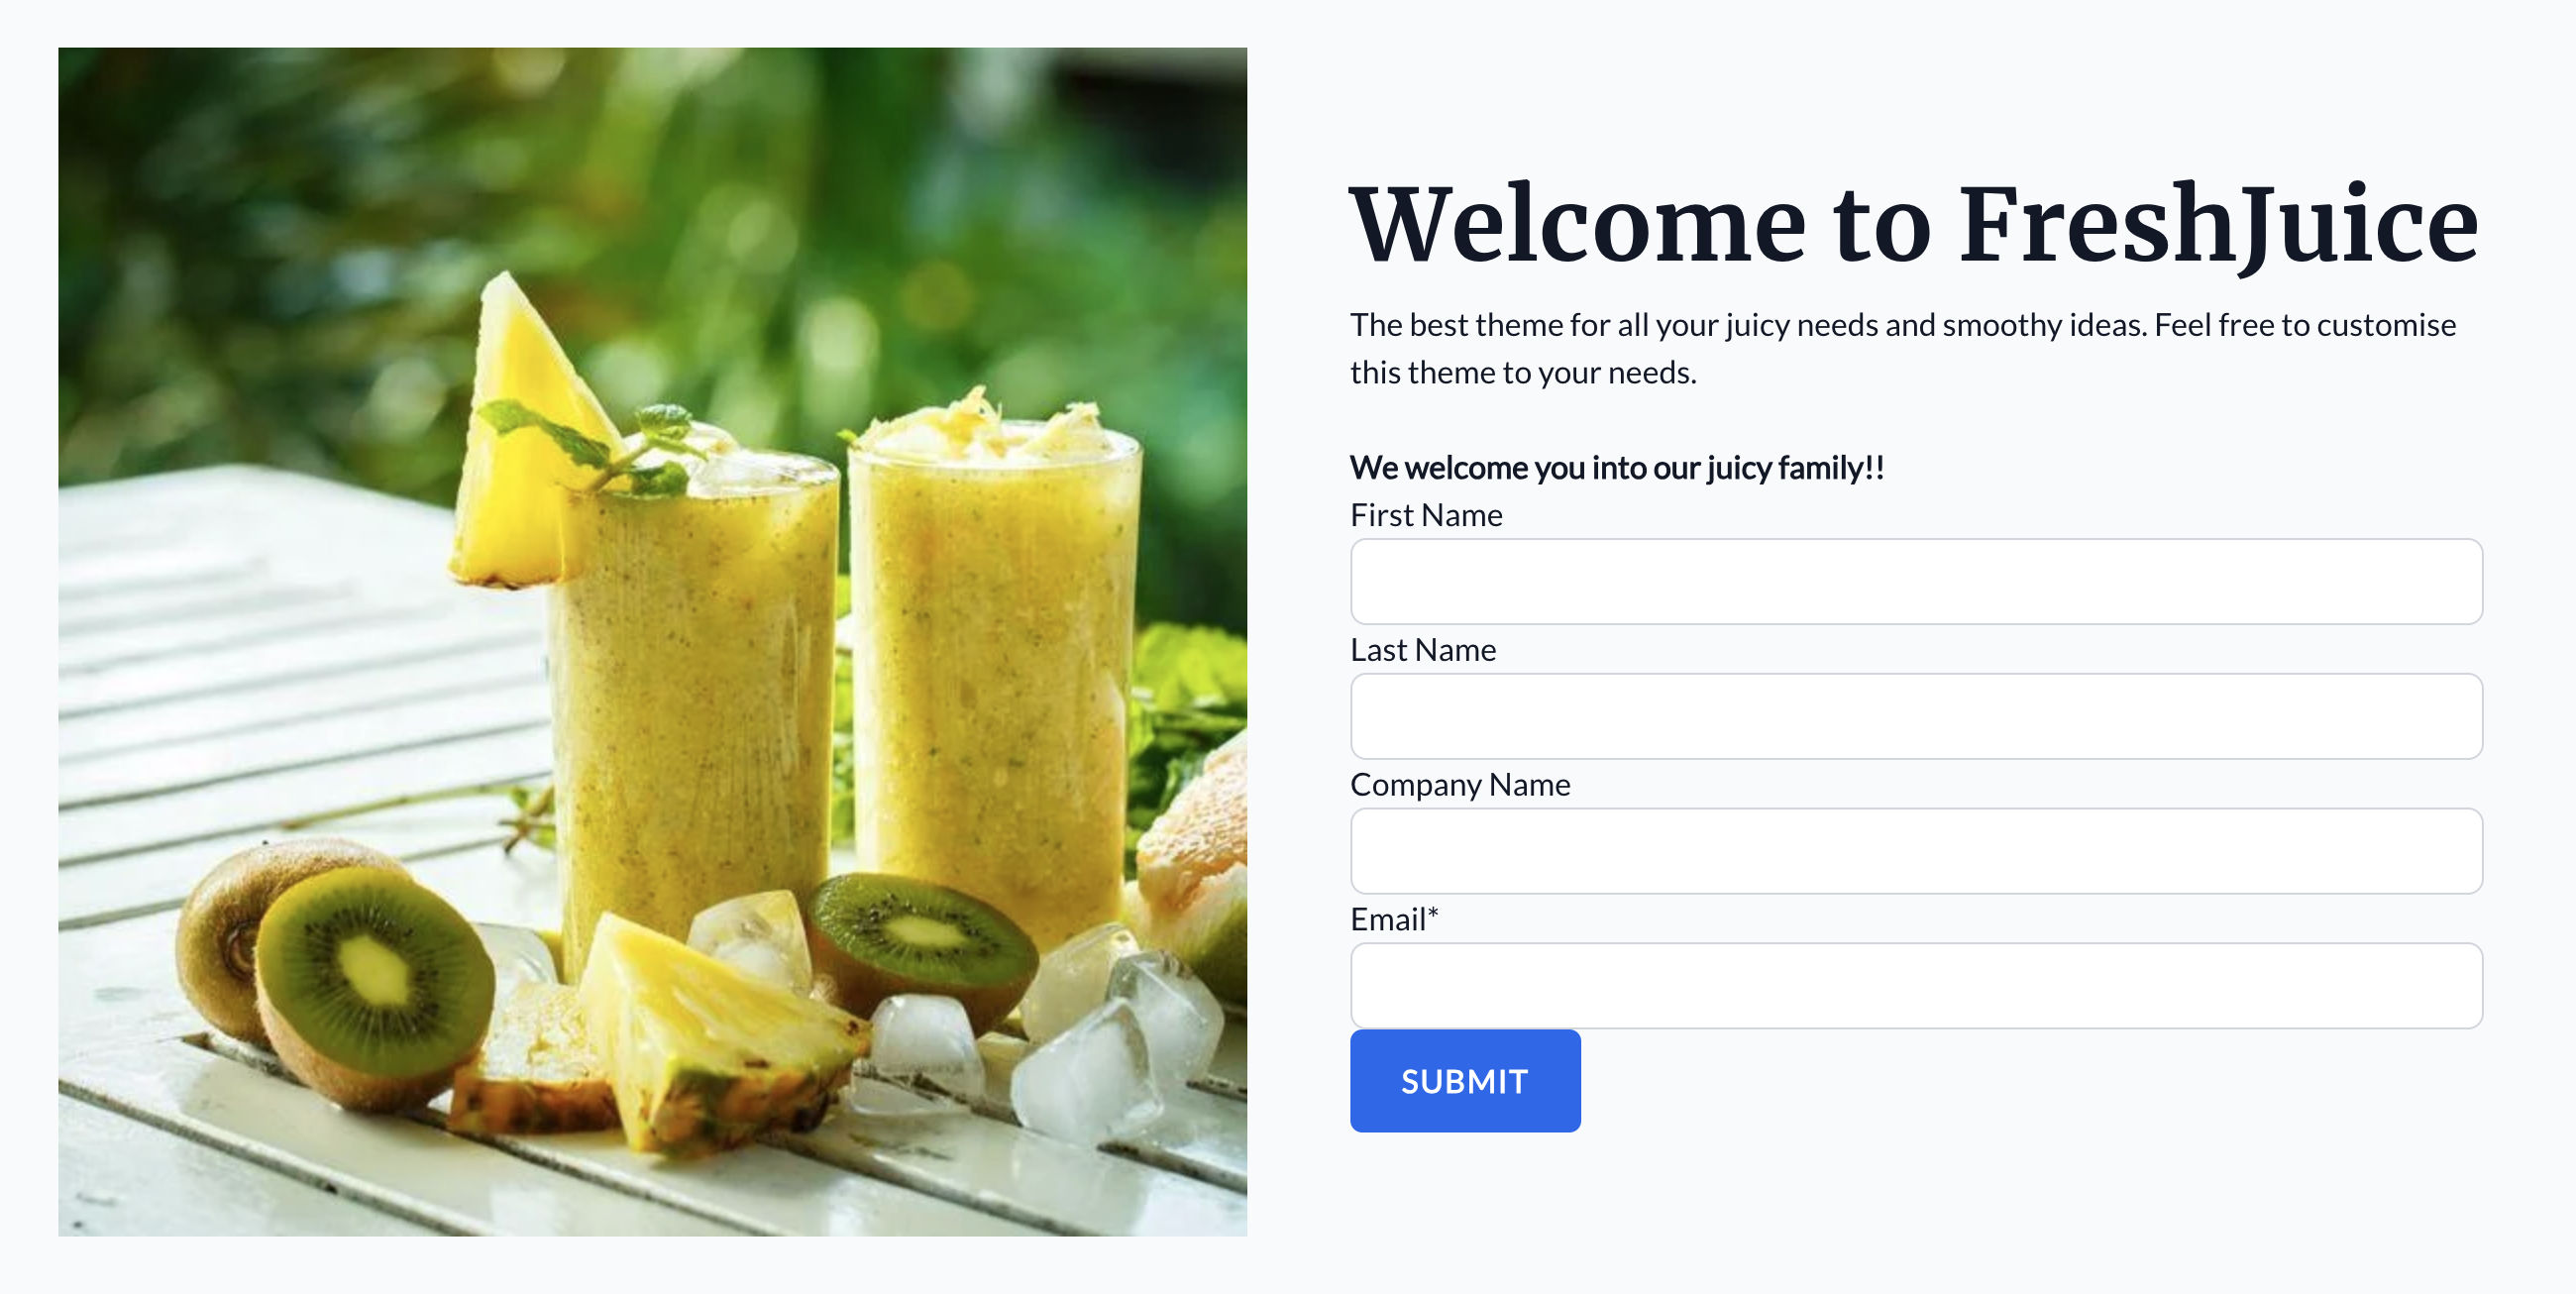 Welcome to FreshJuice
The best theme for all your juicy needs and smoothy ideas. Feel free to customise
this theme to your needs.
We welcome you into our juicy family!!
First Name
Last Name
Company Name
Email*
SUBMIT